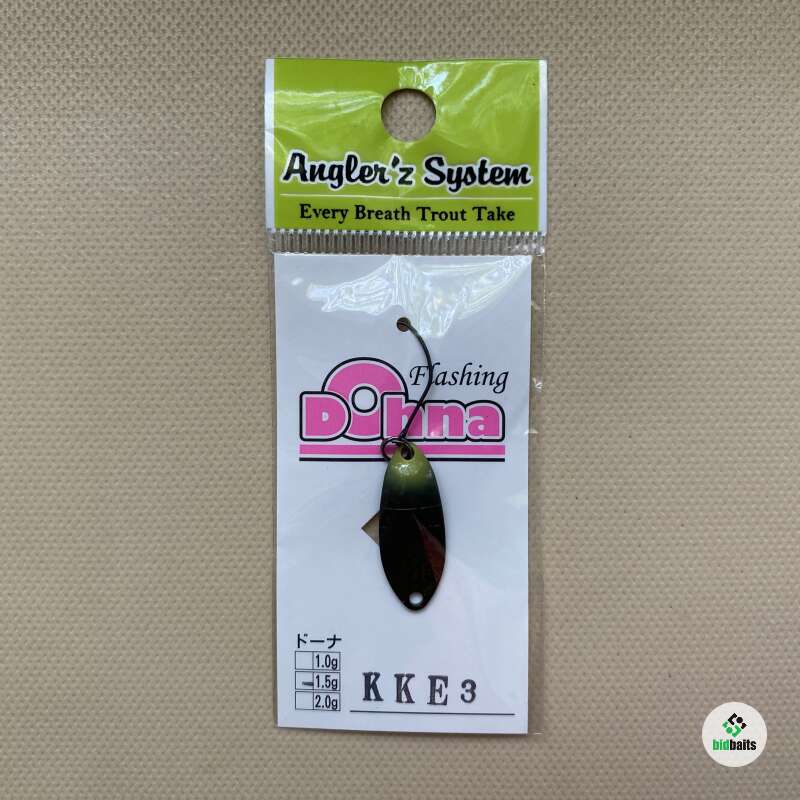 Angler'z System
Every Breath Trout Take
Flashing
Dohna
ドーナ
1.0g
1.5g
2.0g
KKE3
bidbaits